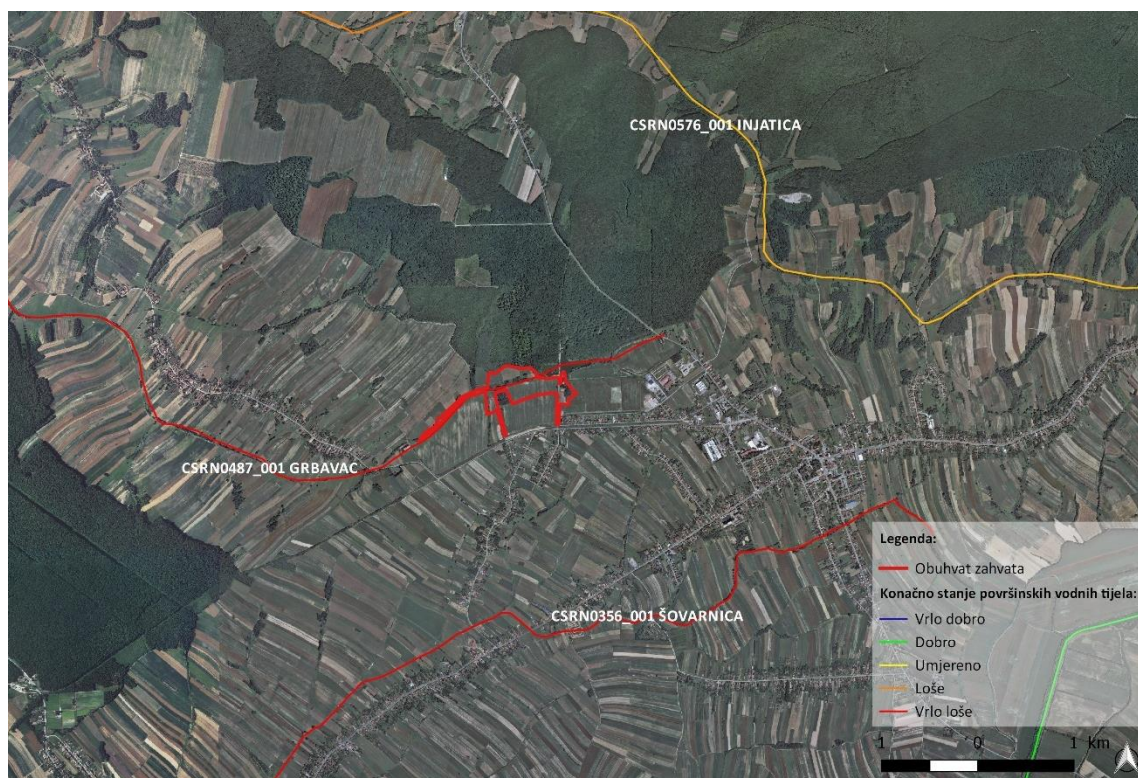 CSRN0576_001 INJATICA
CSRN0487_001 GRBAVAC
CSRN0356_001 ŠOVARNICA
Legenda:
Obuhvat zahvata
Konačno stanje površinskih vodnih tijela:
Vrlo dobro
Dobro
Umjereno
Loše
Vrlo loše
1 0 1 km